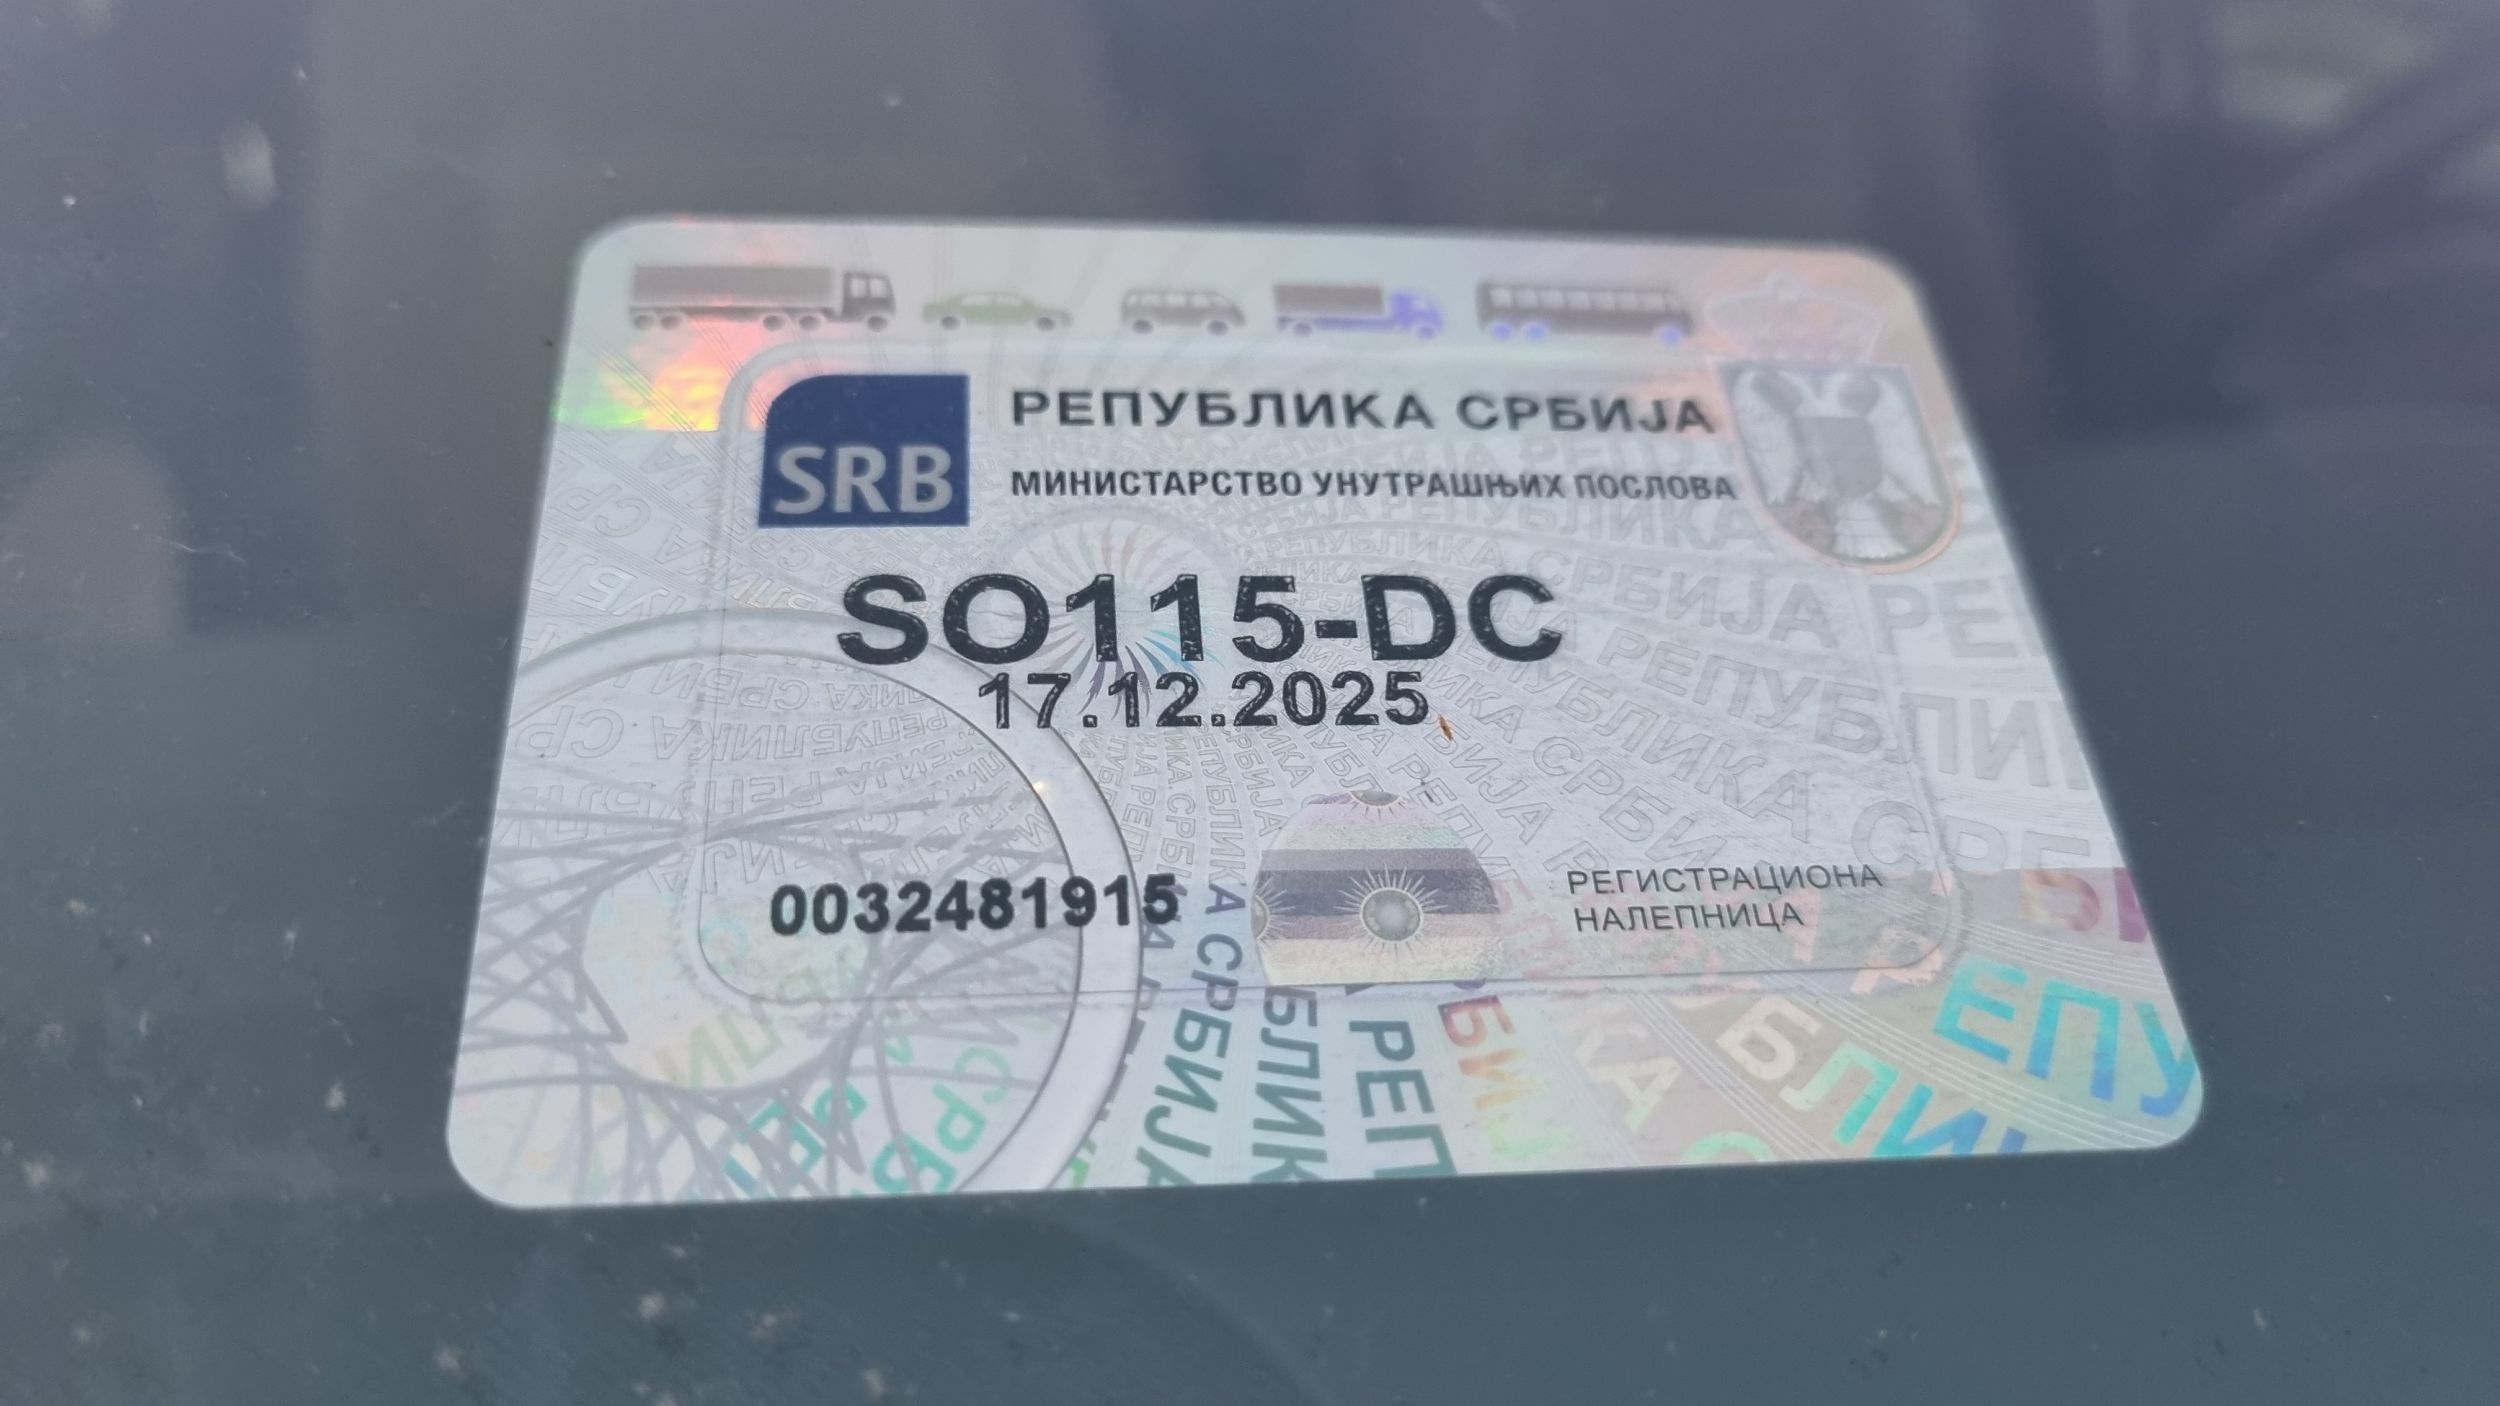 РЕПУБЛИКА СРБИЈА
SRB
МИНИСТАРСТВО УНУТРАШЊИХ ПОСЛОВА
SO115-DC
17.12.2025
0032481915
РЕГИСТРАЦИОНА
НАЛЕПНИЦА